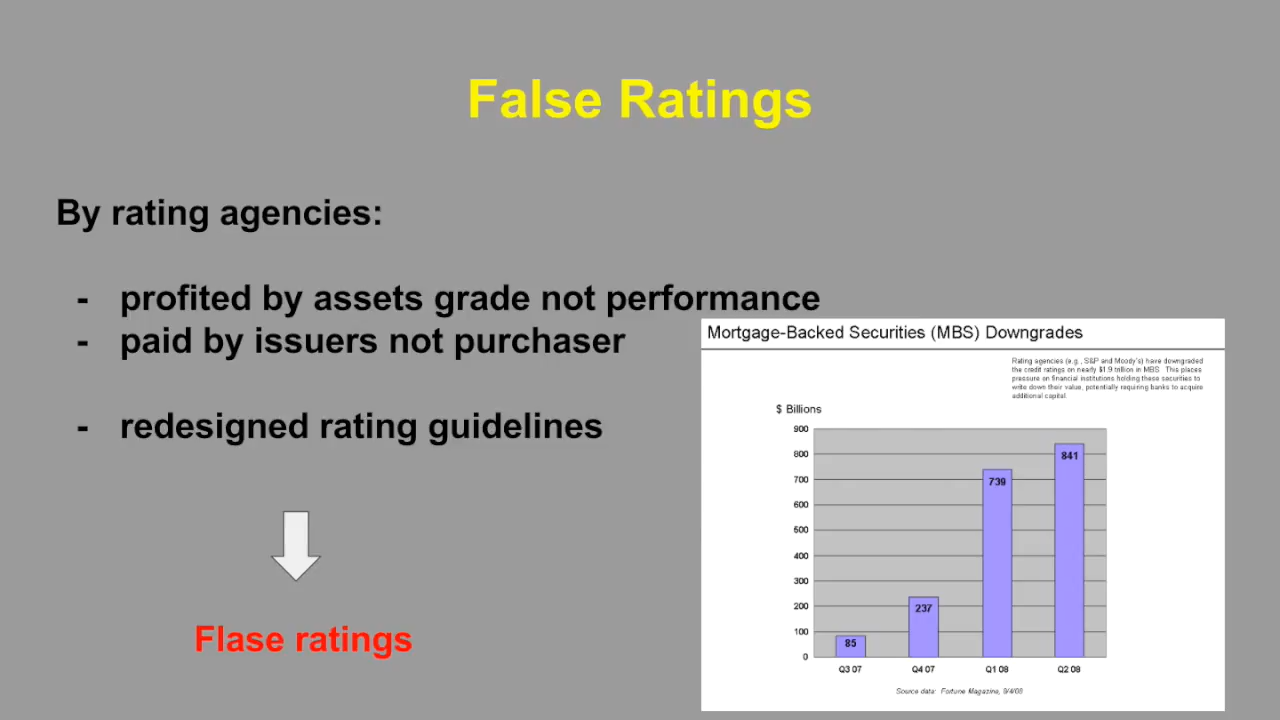 False Ratings
By rating agencies:
- profited by assets grade not performance
- paid by issuers not purchaser
- redesigned rating guidelines
Flase ratings
Mortgage-Backed Securities (MBS) Downgrades
Rating agencies (e.g., S&P and Moody's) have downgraded
the credit ratings on nearly $1.9 trillion in MBS. This places
pressure on financial institutions holding these securities to
write down their value, potentially requiring banks to acquire
additional capital.
$ Billions
900
800
700
600
500
400
300
200
100
0
85
237
739
841
Q3 07
Q4 07
Q1 08
Q2 08
Source data: Fortune Magazine, 9/4/08